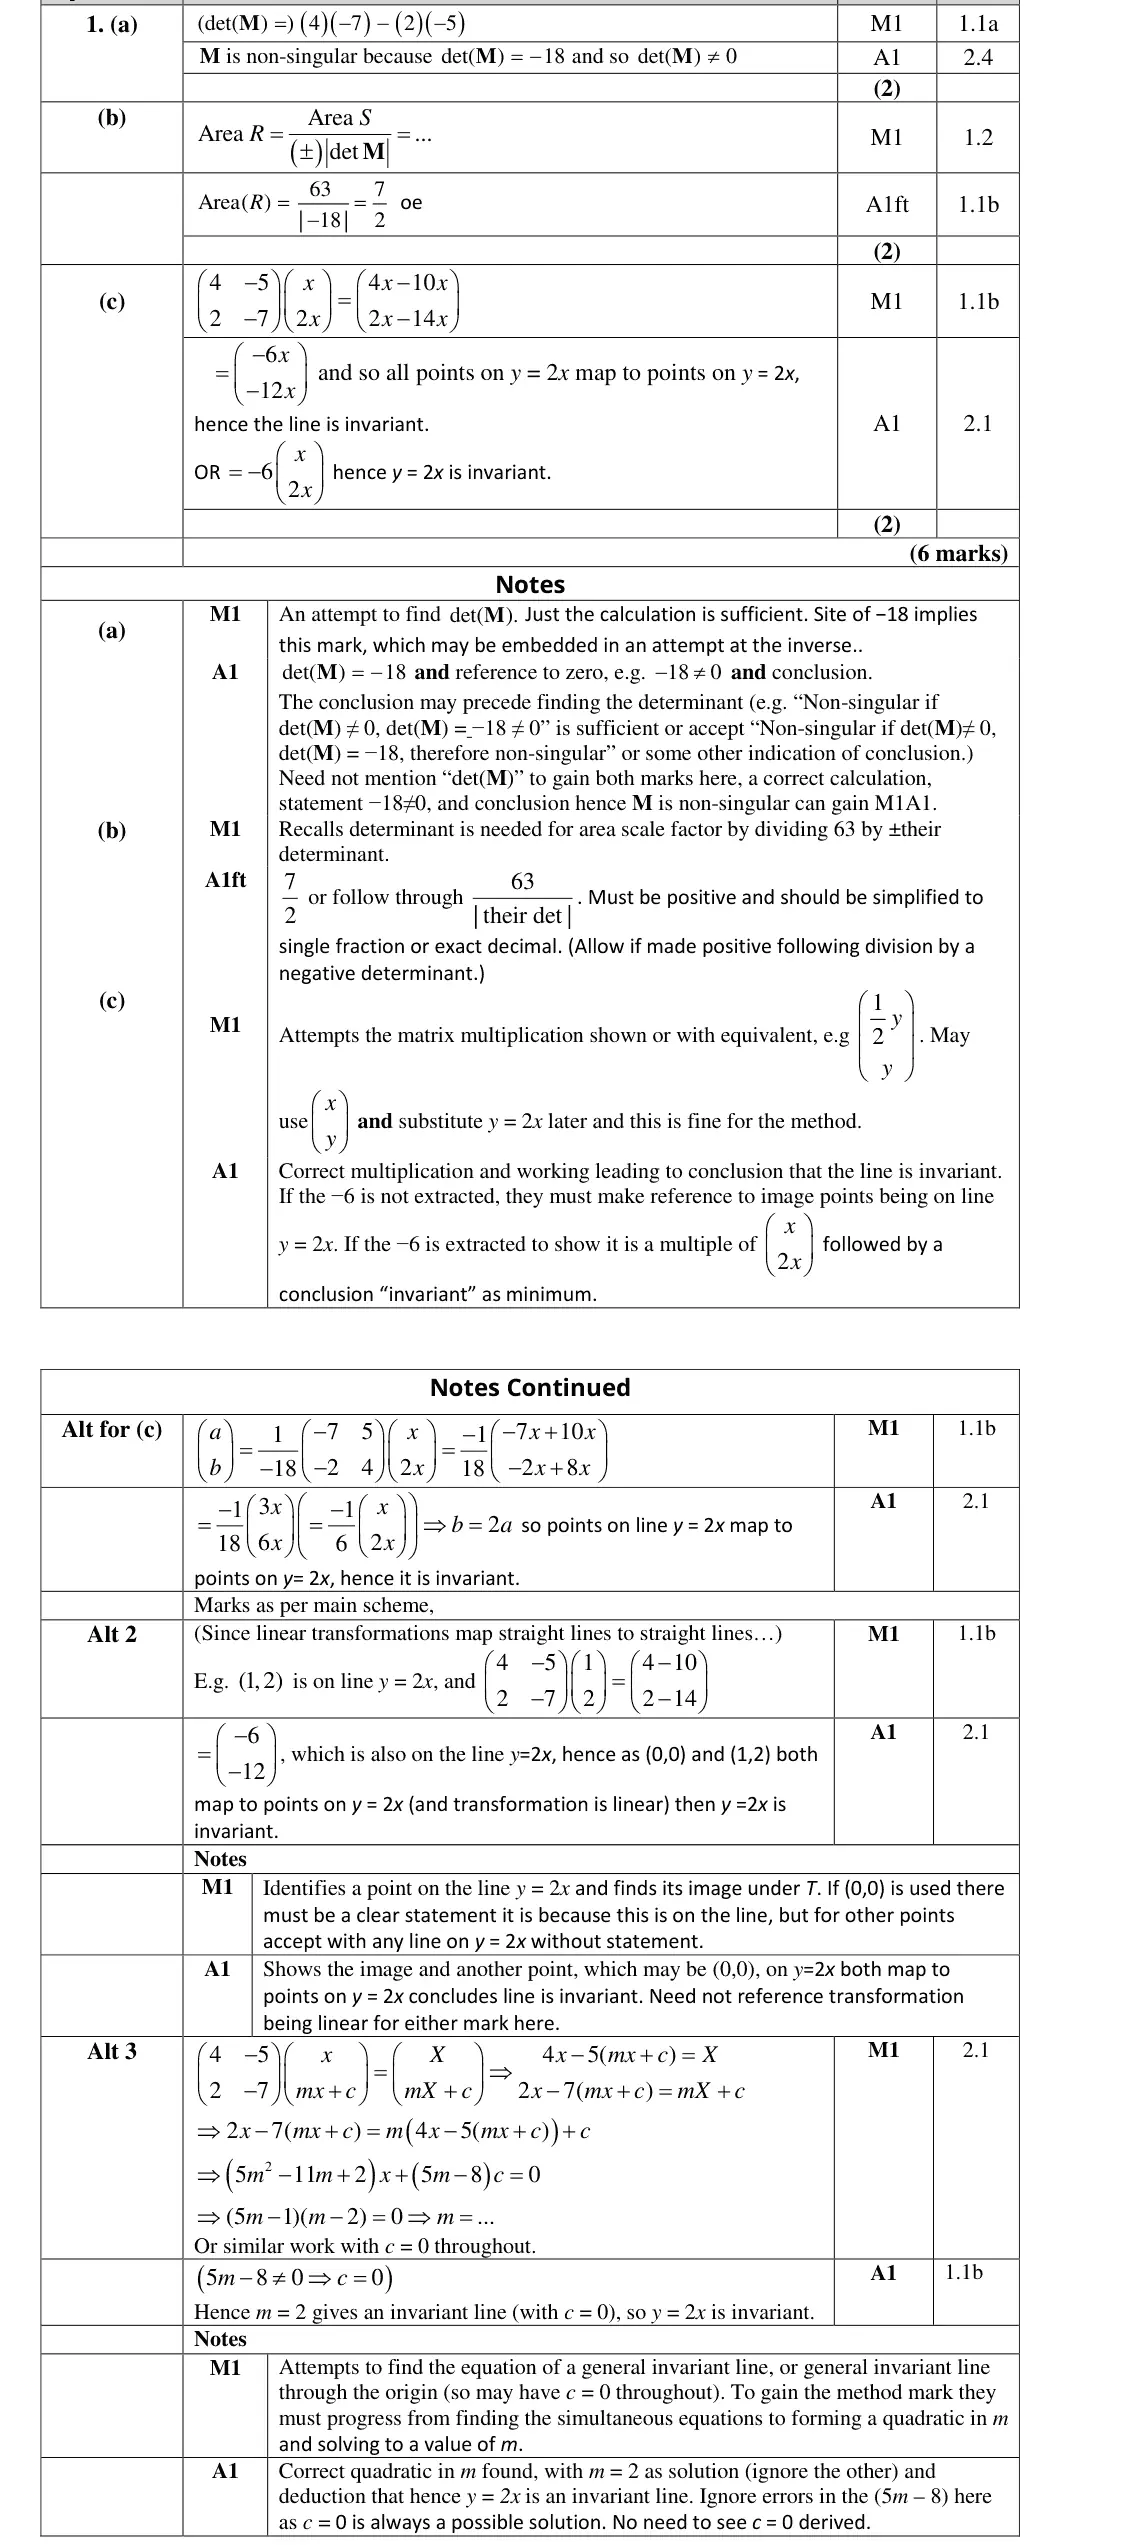 1. (a) (det(M) =) (4)(−7) − (2)(−5) M1 1.1a
M is non-singular because det(M) = −18 and so det(M) ≠ 0 A1 2.4
(2)
(b) Area R = Area S / (±)|det M| = ... M1 1.2
Area(R) = 63/|−18| = 7/2 oe A1ft 1.1b
(2)
(c) (4 −5; 2 −7)(x; 2x) = (4x − 10x; 2x − 14x) M1 1.1b
= (−6x; −12x) and so all points on y = 2x map to points on y = 2x,
hence the line is invariant. A1 2.1
OR = −6(x; 2x) hence y = 2x is invariant.
(2)
(6 marks)
Notes
(a) M1 An attempt to find det(M). Just the calculation is sufficient. Site of −18 implies
this mark, which may be embedded in an attempt at the inverse..
A1 det(M) = −18 and reference to zero, e.g. −18 ≠ 0 and conclusion.
The conclusion may precede finding the determinant (e.g. “Non-singular if
det(M) ≠ 0, det(M) = −18 ≠ 0” is sufficient or accept “Non-singular if det(M)≠ 0,
det(M) = −18, therefore non-singular” or some other indication of conclusion.)
Need not mention “det(M)” to gain both marks here, a correct calculation,
statement −18≠0, and conclusion hence M is non-singular can gain M1A1.
(b) M1 Recalls determinant is needed for area scale factor by dividing 63 by ±their
determinant.
A1ft 7/2 or follow through 63/|their det|. Must be positive and should be simplified to
single fraction or exact decimal. (Allow if made positive following division by a
negative determinant.)
(c) M1 Attempts the matrix multiplication shown or with equivalent, e.g (1/2 y; y). May
use (x; y) and substitute y = 2x later and this is fine for the method.
A1 Correct multiplication and working leading to conclusion that the line is invariant.
If the −6 is not extracted, they must make reference to image points being on line
y = 2x. If the −6 is extracted to show it is a multiple of (x; 2x) followed by a
conclusion “invariant” as minimum.
Notes Continued
Alt for (c) (a; b) = 1/−18 (−7 5; −2 4)(x; 2x) = −1/18 (−7x + 10x; −2x + 8x) M1 1.1b
= −1/18 (3x; 6x) (= −1/6 (x; 2x)) ⇒ b = 2a so points on line y = 2x map to A1 2.1
points on y= 2x, hence it is invariant.
Marks as per main scheme,
Alt 2 (Since linear transformations map straight lines to straight lines…) M1 1.1b
E.g. (1, 2) is on line y = 2x, and (4 −5; 2 −7)(1; 2) = (4 − 10; 2 − 14)
= (−6; −12), which is also on the line y=2x, hence as (0,0) and (1,2) both A1 2.1
map to points on y = 2x (and transformation is linear) then y =2x is
invariant.
Notes
M1 Identifies a point on the line y = 2x and finds its image under T. If (0,0) is used there
must be a clear statement it is because this is on the line, but for other points
accept with any line on y = 2x without statement.
A1 Shows the image and another point, which may be (0,0), on y=2x both map to
points on y = 2x concludes line is invariant. Need not reference transformation
being linear for either mark here.
Alt 3 (4 −5; 2 −7)(x; mx + c) = (X; mX + c) ⇒ 4x − 5(mx + c) = X M1 2.1
2x − 7(mx + c) = mX + c
⇒ 2x − 7(mx + c) = m(4x − 5(mx + c)) + c
⇒ (5m² − 11m + 2)x + (5m − 8)c = 0
⇒ (5m − 1)(m − 2) = 0 ⇒ m = ...
Or similar work with c = 0 throughout.
(5m − 8 ≠ 0 ⇒ c = 0) A1 1.1b
Hence m = 2 gives an invariant line (with c = 0), so y = 2x is invariant.
Notes
M1 Attempts to find the equation of a general invariant line, or general invariant line
through the origin (so may have c = 0 throughout). To gain the method mark they
must progress from finding the simultaneous equations to forming a quadratic in m
and solving to a value of m.
A1 Correct quadratic in m found, with m = 2 as solution (ignore the other) and
deduction that hence y = 2x is an invariant line. Ignore errors in the (5m – 8) here
as c = 0 is always a possible solution. No need to see c = 0 derived.